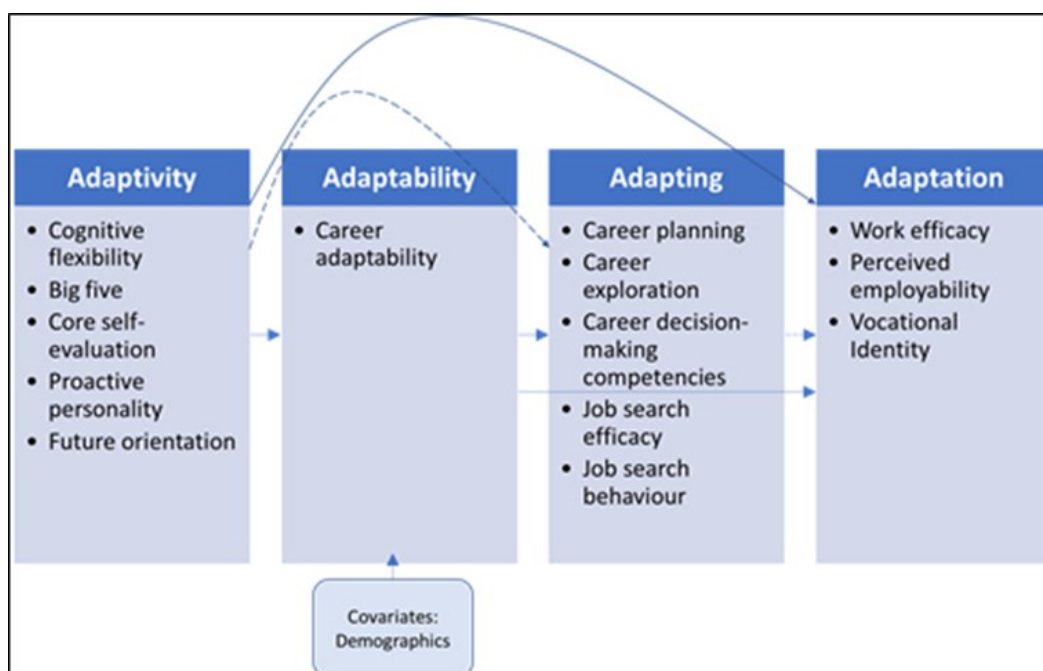 Adaptivity
• Cognitive
flexibility
• Big five
• Core self-
evaluation
• Proactive
personality
• Future orientation
Adaptability
• Career
adaptability
Adapting
• Career planning
• Career
exploration
• Career decision-
making
competencies
• Job search
efficacy
• Job search
behaviour
Adaptation
• Work efficacy
• Perceived
employability
• Vocational
Identity
Covariates:
Demographics